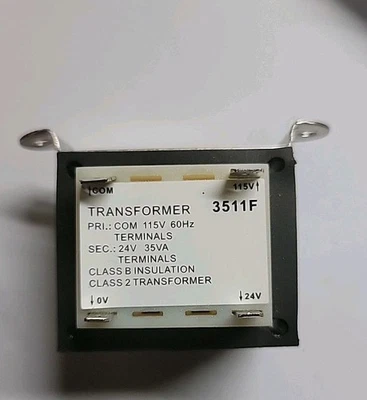 ↑COM 115V↑
TRANSFORMER 3511F
PRI.: COM 115V 60Hz
TERMINALS
SEC.: 24V 35VA
TERMINALS
CLASS B INSULATION
CLASS 2 TRANSFORMER
↓0V ↓24V